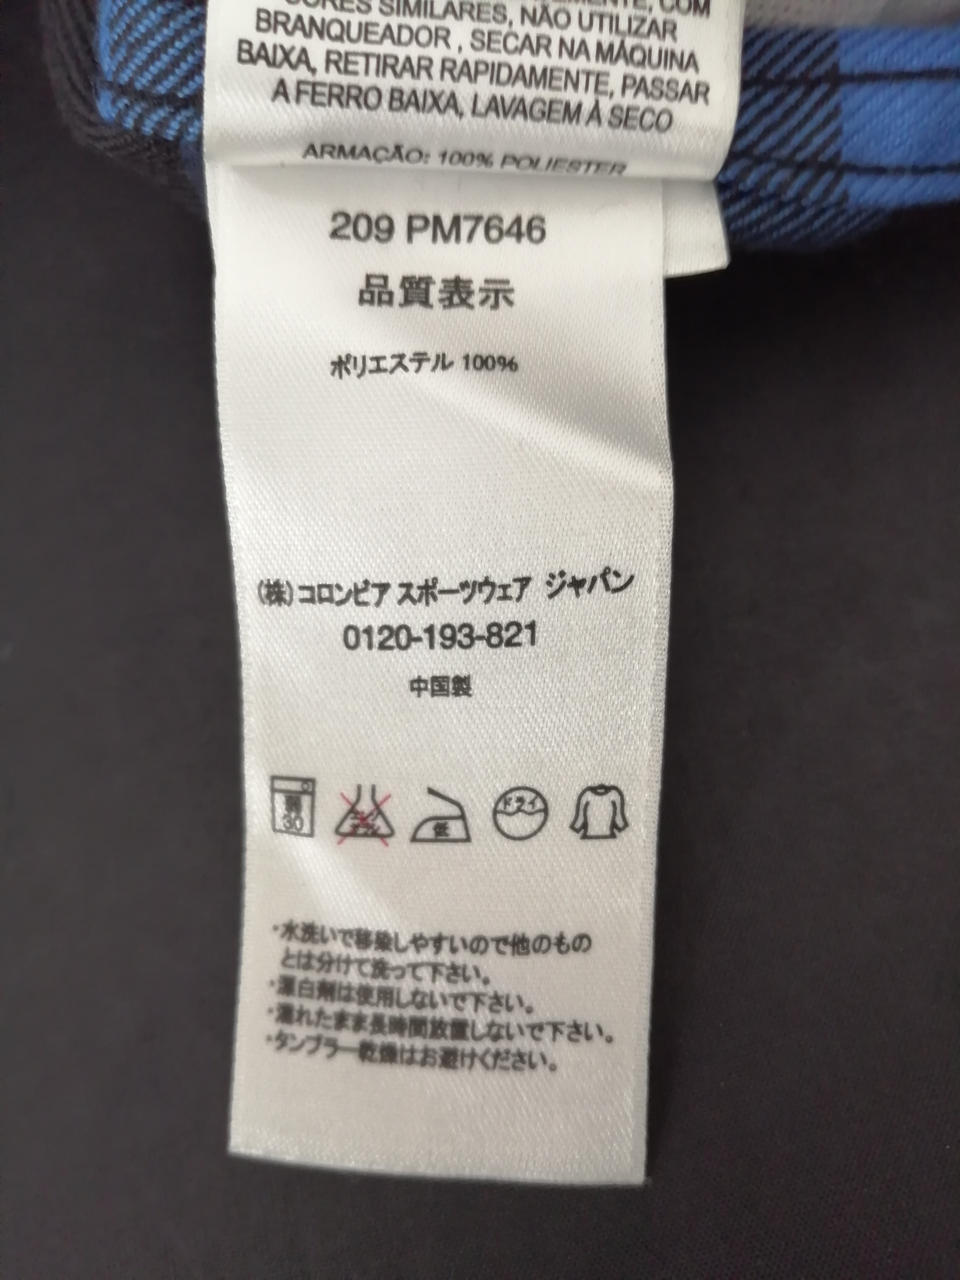 CORES SIMILARES, NÃO UTILIZAR
BRANQUEADOR , SECAR NA MÁQUINA
BAIXA, RETIRAR RAPIDAMENTE, PASSAR
A FERRO BAIXA, LAVAGEM À SECO
ARMAÇÃO: 100% POLIESTER
209 PM7646
品質表示
ポリエステル 100%
(株)コロンビア スポーツウェア ジャパン
0120-193-821
中国製
弱
30
低
ドライ
・水洗いで移染しやすいので他のもの
とは分けて洗って下さい。
・漂白剤は使用しないで下さい。
・濡れたまま長時間放置しないで下さい。
・タンブラー乾燥はお避けください。